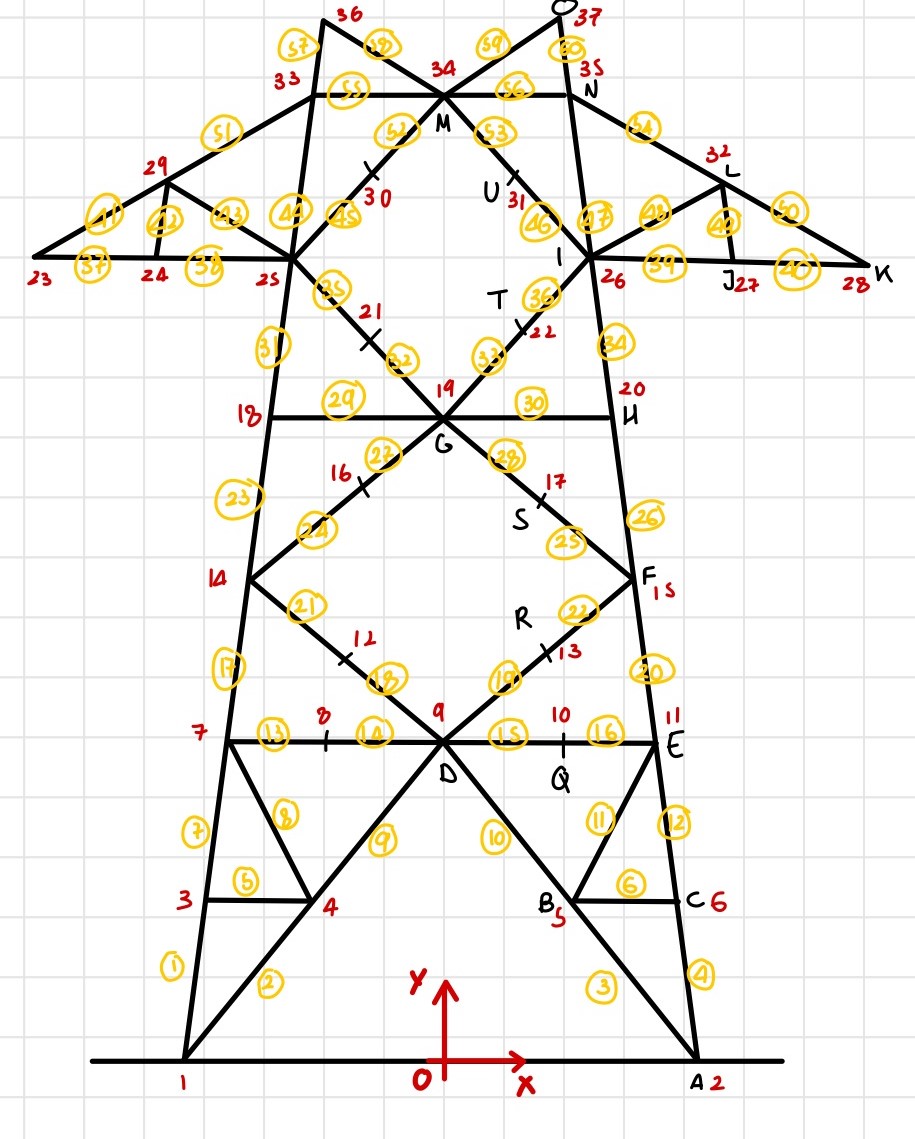 36 O 37
57 58 59 60
33 34 35
55 56 N
51 52 M 53 54
29 32 L
30 U 31
41 42 43 44 45 46 47 48 49 50
23 37 24 38 25 I 26 39 J 27 40 28 K
35 21 T 36 22
31 32 33 34
18 29 19 30 20 H
G
27 28
16 17
23 24 S 25 26
14 F 15
21 R 22
12 13
17 18 19 20
7 8 9 10 11
13 14 15 16 E
D Q
7 8 9 10 11 12
3 5 4 B 5 6 C 6
1 2 3 4
Y
1 O X A 2